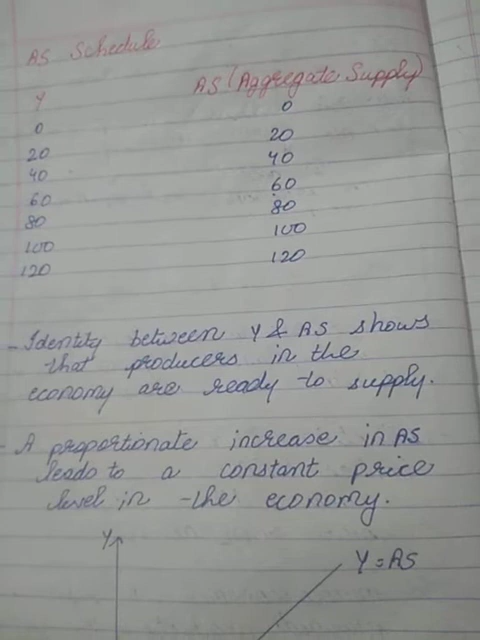 AS Schedule
Y AS (Aggregate Supply)
0 0
20 20
40 40
60 60
80 80
100 100
120 120
- Identity between Y & AS shows
that producers in the
economy are ready to supply.
- A proportionate increase in AS
leads to a constant price
level in the economy.
Y
Y = AS